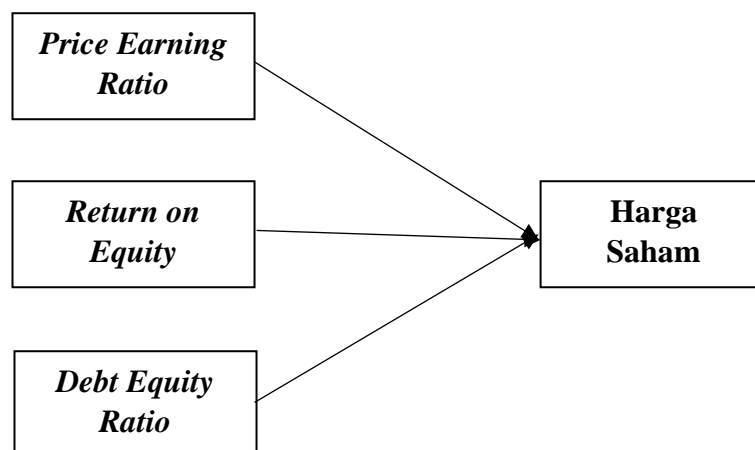 Price Earning
Ratio
Return on
Equity
Harga
Saham
Debt Equity
Ratio